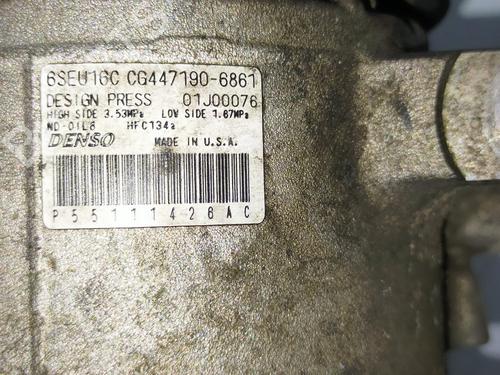 6SEU16C CG447190-6861
DESIGN PRESS 01J00076
HIGH SIDE 3.53MPa LOW SIDE 1.67MPa
ND-OIL8 HFC134a
DENSO MADE IN U.S.A.
P55111426AC